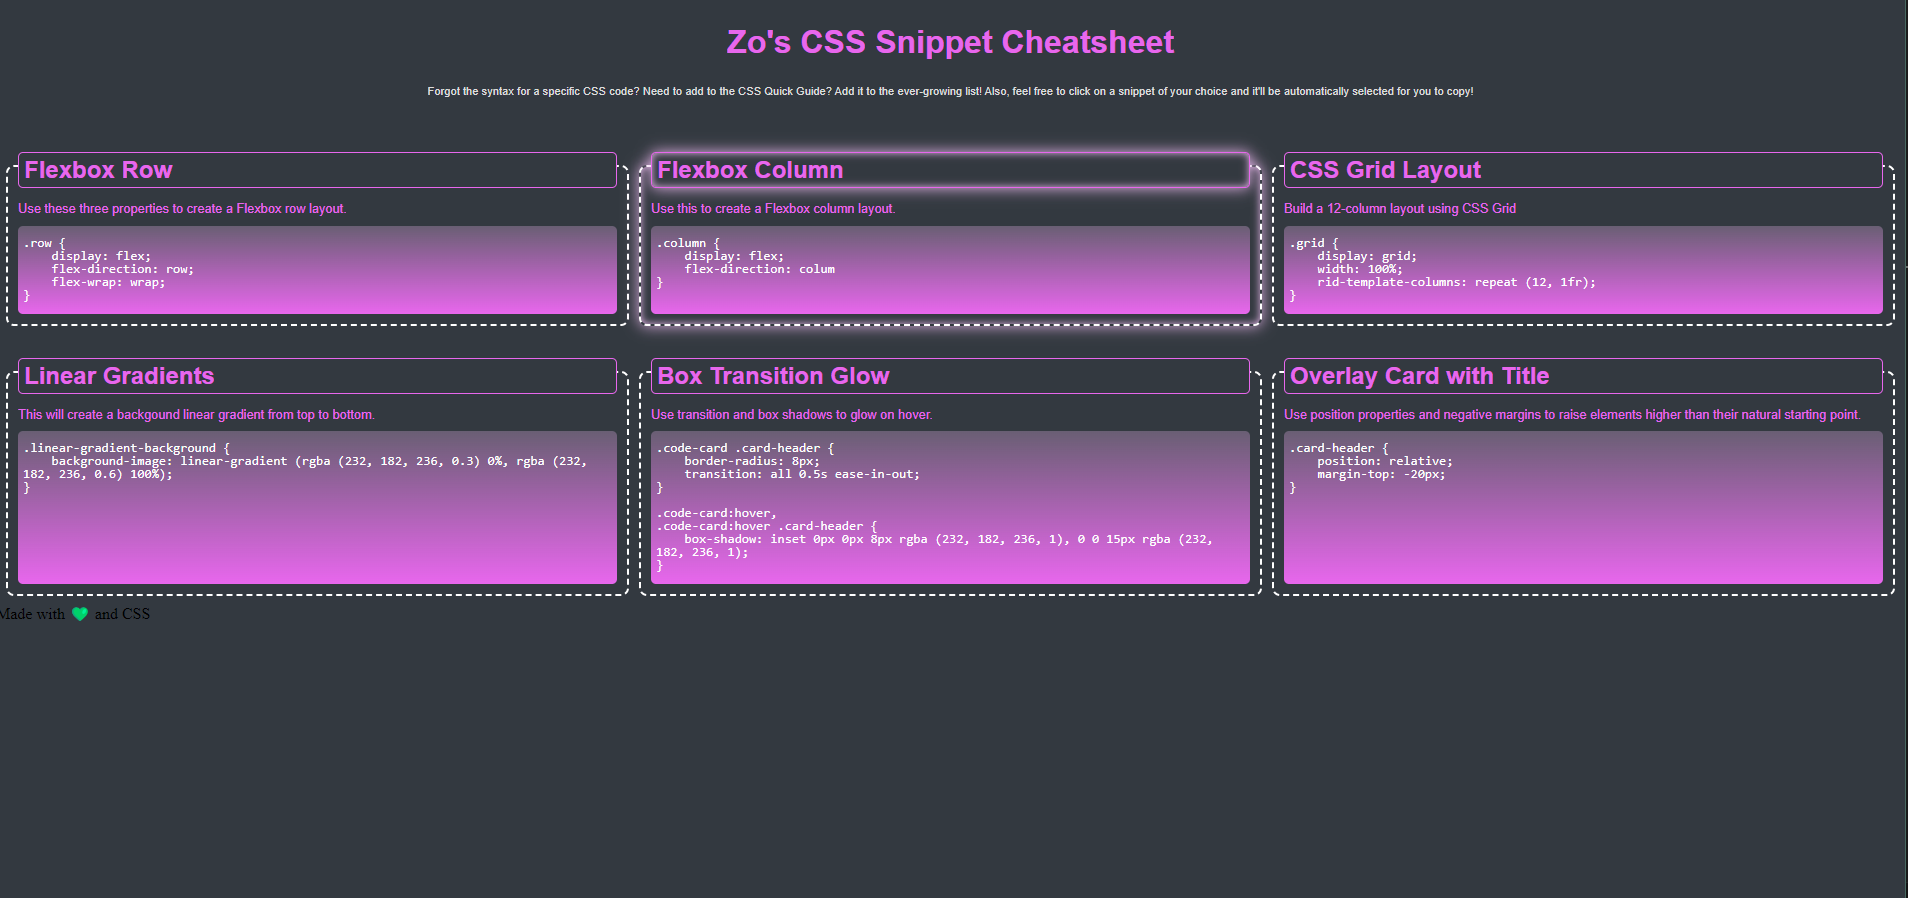 Zo's CSS Snippet Cheatsheet
Forgot the syntax for a specific CSS code? Need to add to the CSS Quick Guide? Add it to the ever-growing list! Also, feel free to click on a snippet of your choice and it'll be automatically selected for you to copy!
Flexbox Row
Use these three properties to create a Flexbox row layout.
.row {
    display: flex;
    flex-direction: row;
    flex-wrap: wrap;
}
Flexbox Column
Use this to create a Flexbox column layout.
.column {
    display: flex;
    flex-direction: colum
}
CSS Grid Layout
Build a 12-column layout using CSS Grid
.grid {
    display: grid;
    width: 100%;
    rid-template-columns: repeat (12, 1fr);
}
Linear Gradients
This will create a backgound linear gradient from top to bottom.
.linear-gradient-background {
    background-image: linear-gradient (rgba (232, 182, 236, 0.3) 0%, rgba (232,
182, 236, 0.6) 100%);
}
Box Transition Glow
Use transition and box shadows to glow on hover.
.code-card .card-header {
    border-radius: 8px;
    transition: all 0.5s ease-in-out;
}
.code-card:hover,
.code-card:hover .card-header {
    box-shadow: inset 0px 0px 8px rgba (232, 182, 236, 1), 0 0 15px rgba (232,
182, 236, 1);
}
Overlay Card with Title
Use position properties and negative margins to raise elements higher than their natural starting point.
.card-header {
    position: relative;
    margin-top: -20px;
}
Made with 💚 and CSS